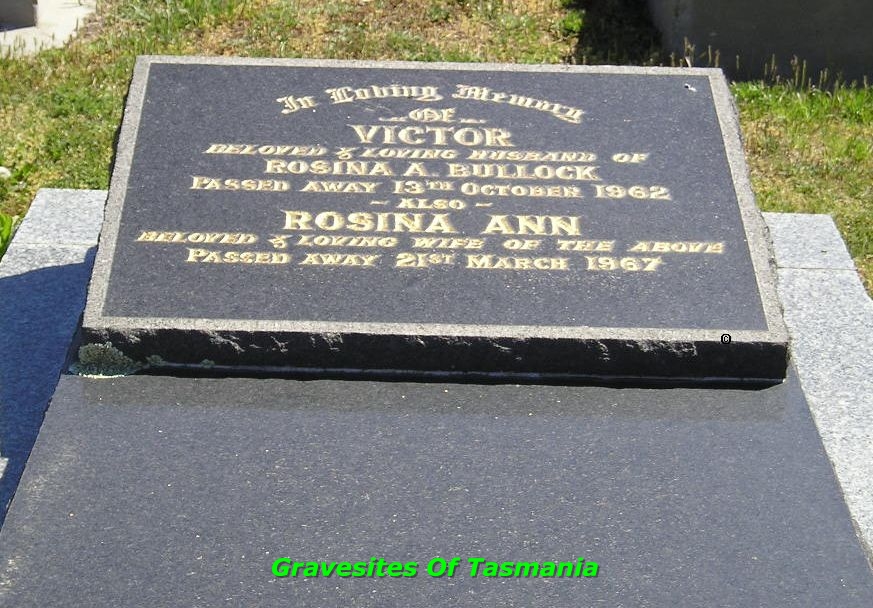 In Loving Memory
— OF —
VICTOR
BELOVED & LOVING HUSBAND OF
ROSINA A. BULLOCK
PASSED AWAY 13TH OCTOBER 1962
~ ALSO ~
ROSINA ANN
BELOVED & LOVING WIFE OF THE ABOVE
PASSED AWAY 21ST MARCH 1967
©
Gravesites Of Tasmania